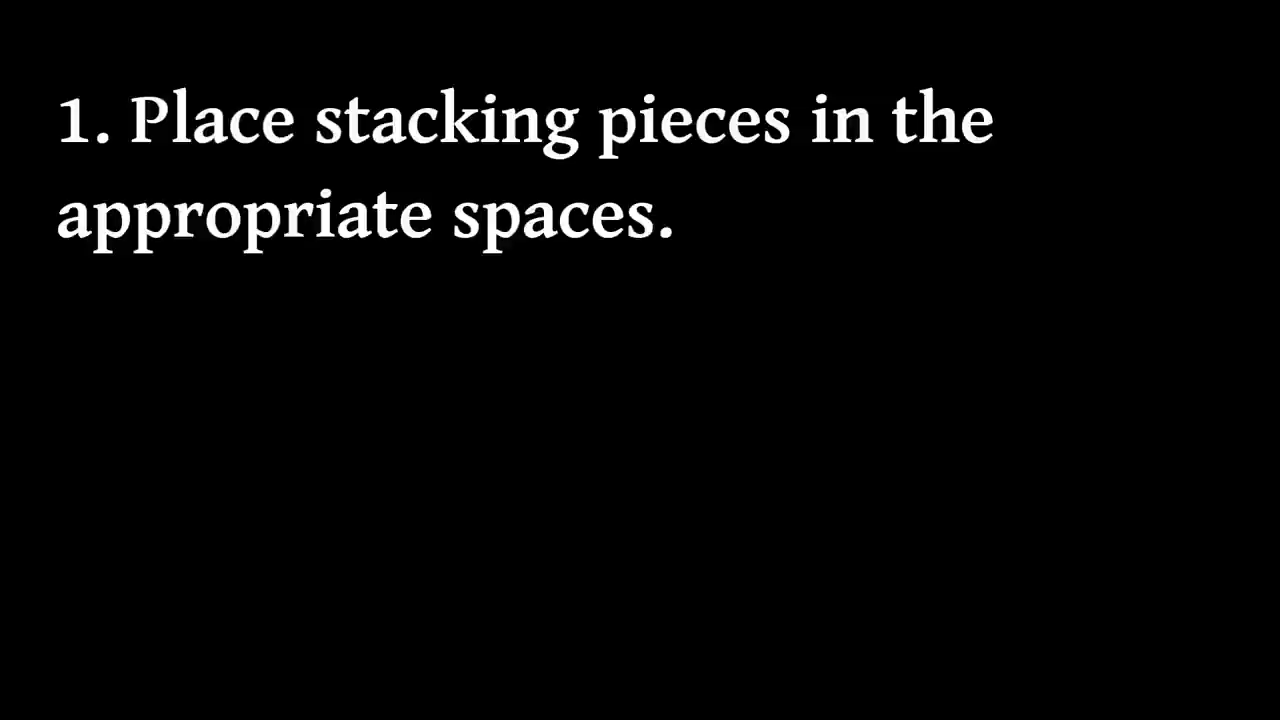 1. Place stacking pieces in the
appropriate spaces.